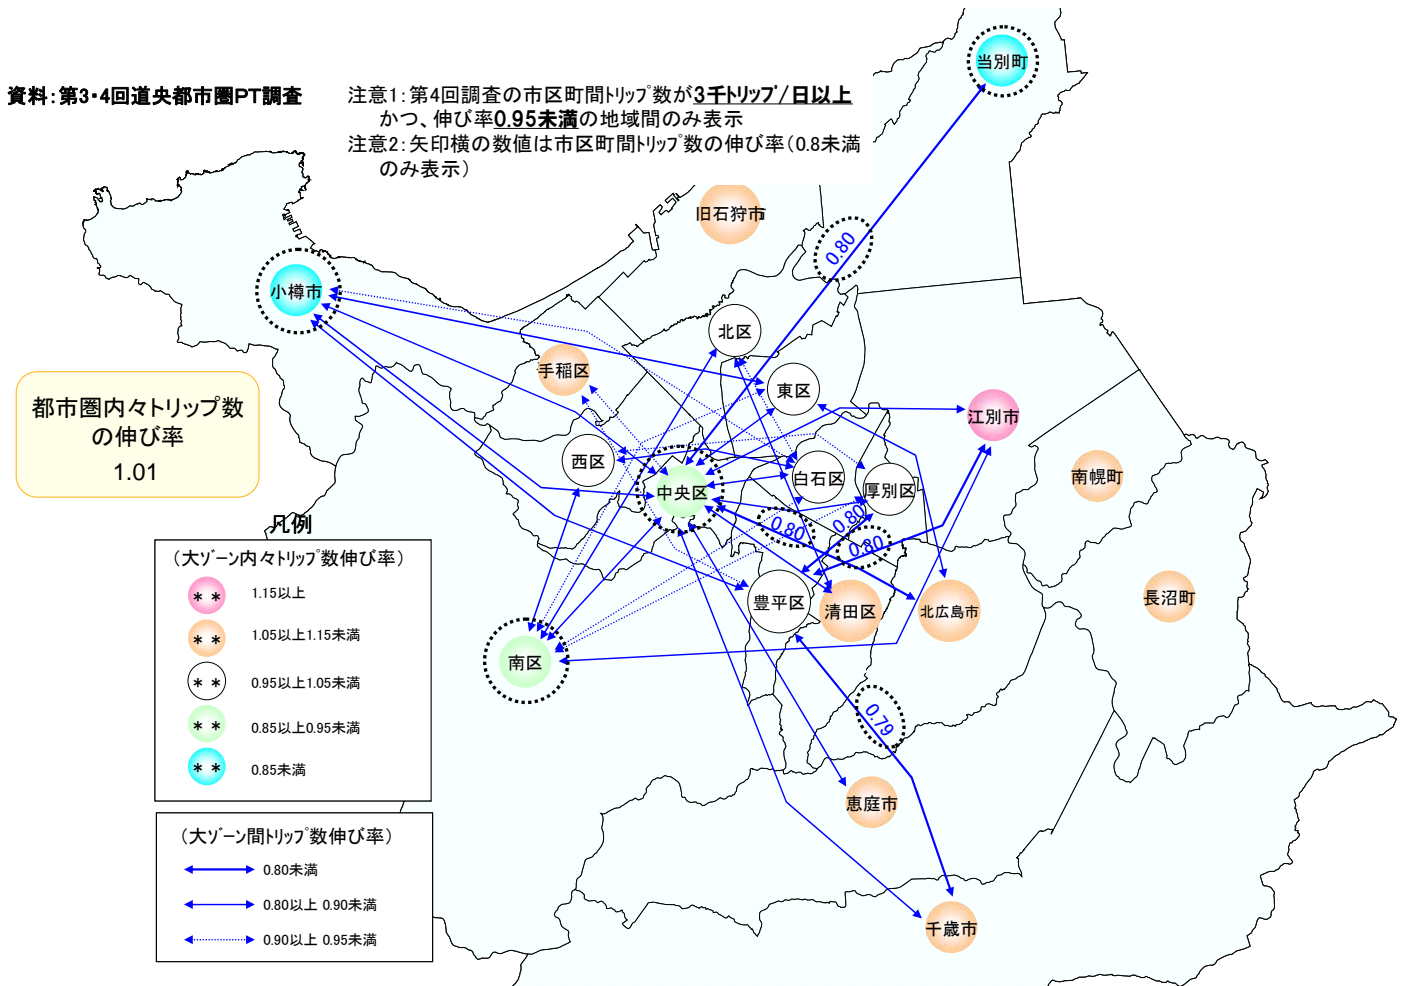 資料:第3・4回道央都市圏PT調査
注意1:第4回調査の市区町間トリップ数が3千トリップ/日以上
かつ、伸び率0.95未満の地域間のみ表示
注意2:矢印横の数値は市区町間トリップ数の伸び率(0.8未満
のみ表示)
当別町
旧石狩市
0.80
小樽市
北区
手稲区
東区
江別市
都市圏内々トリップ数
の伸び率
1.01
西区
中央区
白石区
厚別区
南幌町
0.80
0.80
0.80
豊平区
清田区
北広島市
長沼町
南区
0.79
恵庭市
千歳市
凡例
(大ゾーン内々トリップ数伸び率)
** 1.15以上
** 1.05以上1.15未満
** 0.95以上1.05未満
** 0.85以上0.95未満
** 0.85未満
(大ゾーン間トリップ数伸び率)
0.80未満
0.80以上 0.90未満
0.90以上 0.95未満